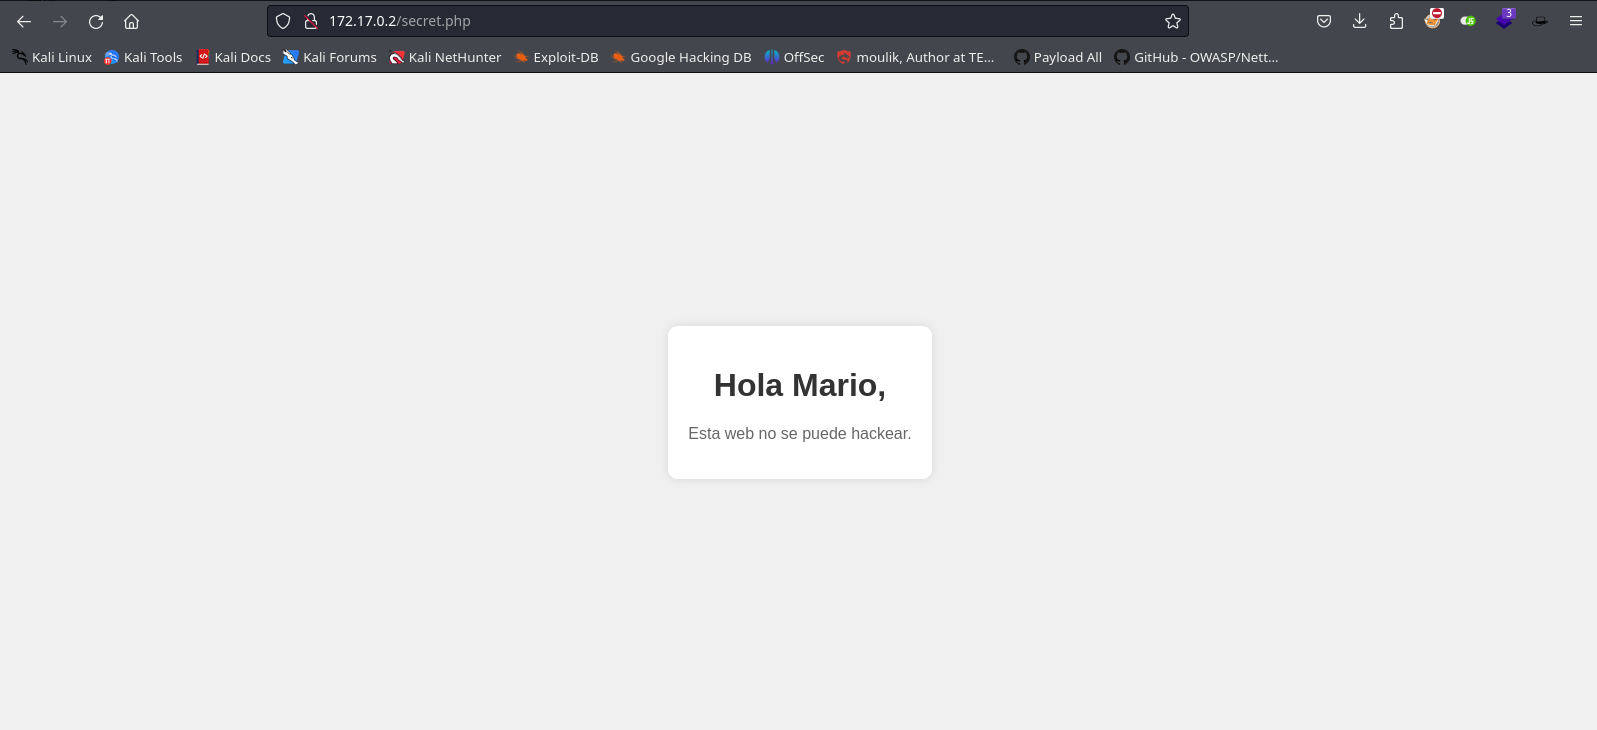 172.17.0.2/secret.php
3
Kali Linux Kali Tools Kali Docs Kali Forums Kali NetHunter Exploit-DB Google Hacking DB OffSec moulik, Author at TE... Payload All GitHub - OWASP/Nett...
Hola Mario,
Esta web no se puede hackear.